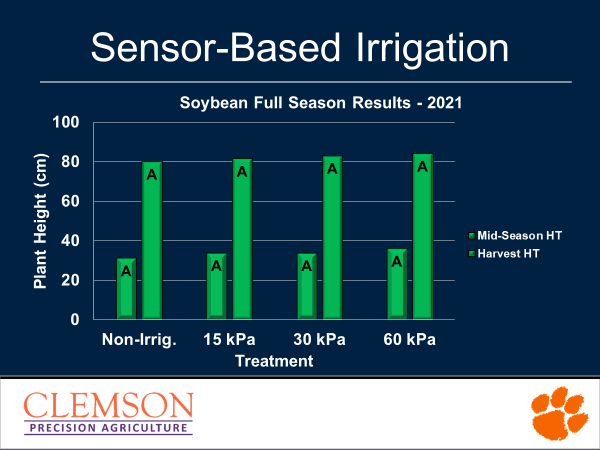 Sensor-Based Irrigation
Soybean Full Season Results - 2021
100
80
60
40
20
0
Plant Height (cm)
A A A A A A A A
Mid-Season HT
Harvest HT
Non-Irrig. 15 kPa 30 kPa 60 kPa
Treatment
CLEMSON
PRECISION AGRICULTURE